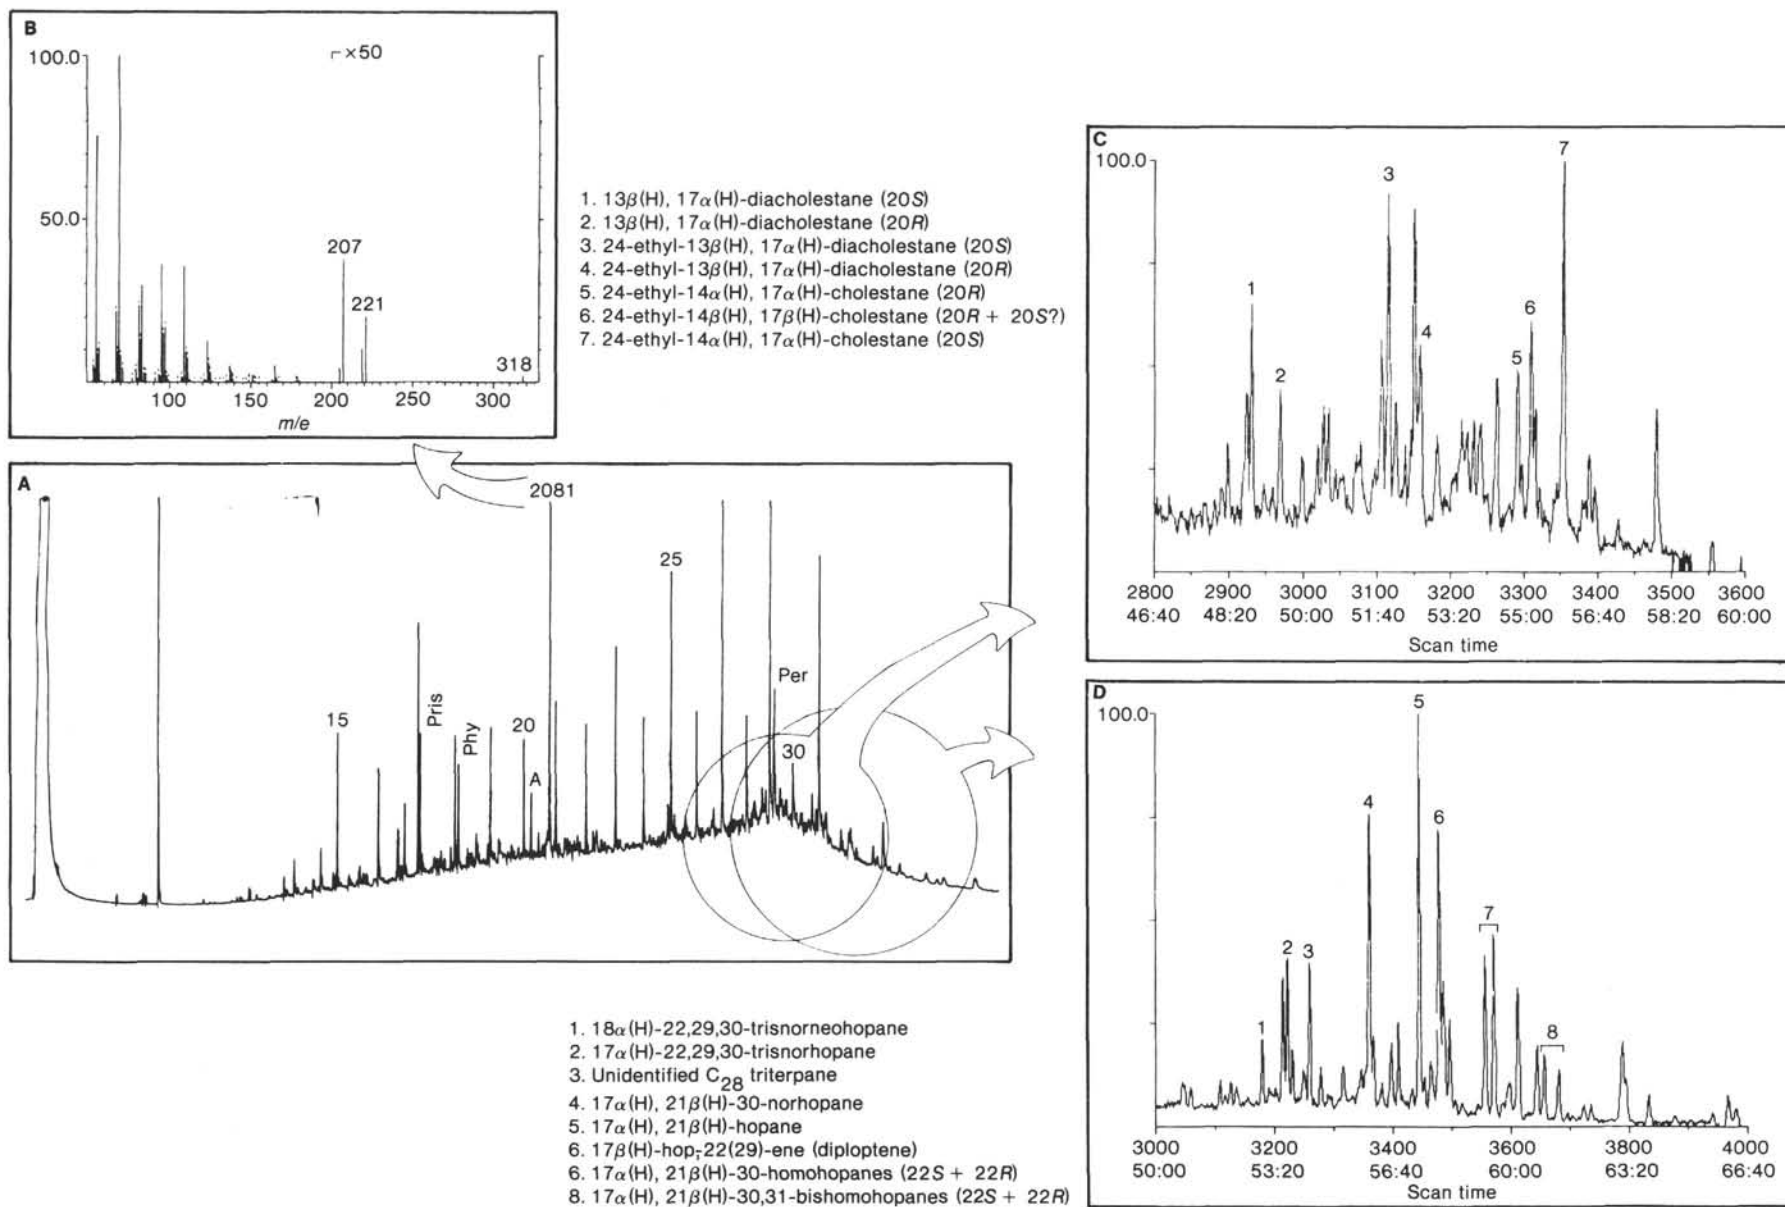 B
100.0
50.0
×50
207
221
318
100 150 200 250 300
m/e
1. 13β(H), 17α(H)-diacholestane (20S)
2. 13β(H), 17α(H)-diacholestane (20R)
3. 24-ethyl-13β(H), 17α(H)-diacholestane (20S)
4. 24-ethyl-13β(H), 17α(H)-diacholestane (20R)
5. 24-ethyl-14α(H), 17α(H)-cholestane (20R)
6. 24-ethyl-14β(H), 17β(H)-cholestane (20R + 20S?)
7. 24-ethyl-14α(H), 17α(H)-cholestane (20S)
C
100.0
1
2
3
4
5
6
7
2800 2900 3000 3100 3200 3300 3400 3500 3600
46:40 48:20 50:00 51:40 53:20 55:00 56:40 58:20 60:00
Scan time
A
2081
15
Pris
Phy
20
A
25
Per
30
D
100.0
1
2
3
4
5
6
7
8
3000 3200 3400 3600 3800 4000
50:00 53:20 56:40 60:00 63:20 66:40
Scan time
1. 18α(H)-22,29,30-trisnorneohopane
2. 17α(H)-22,29,30-trisnorhopane
3. Unidentified C28 triterpane
4. 17α(H), 21β(H)-30-norhopane
5. 17α(H), 21β(H)-hopane
6. 17β(H)-hop-22(29)-ene (diploptene)
6. 17α(H), 21β(H)-30-homohopanes (22S + 22R)
8. 17α(H), 21β(H)-30,31-bishomohopanes (22S + 22R)